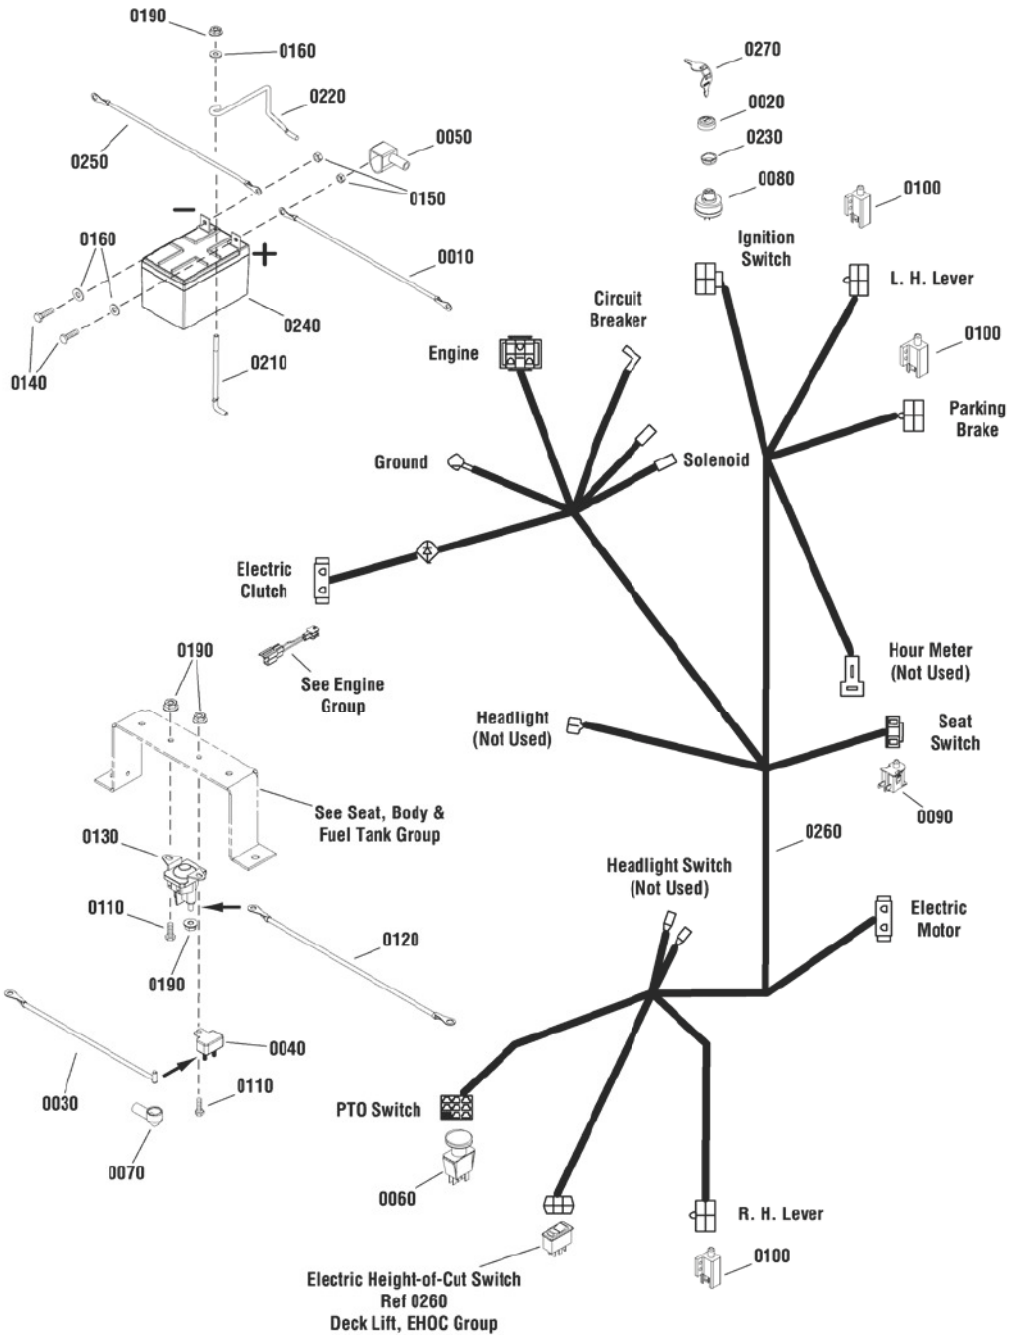 0190
0160
0270
0220
0020
0050
0230
0250
0080
0100
0150
Ignition
Switch
0160
−
+
0010
L. H. Lever
Circuit
Breaker
0240
0100
Engine
0210
0140
Parking
Brake
Ground
Solenoid
Electric
Clutch
0190
Hour Meter
(Not Used)
See Engine
Group
Headlight
(Not Used)
Seat
Switch
See Seat, Body &
Fuel Tank Group
0090
0130
0260
Headlight Switch
(Not Used)
0110
Electric
Motor
0120
0190
0040
0030
0110
PTO Switch
0070
0060
R. H. Lever
0100
Electric Height-of-Cut Switch
Ref 0260
Deck Lift, EHOC Group